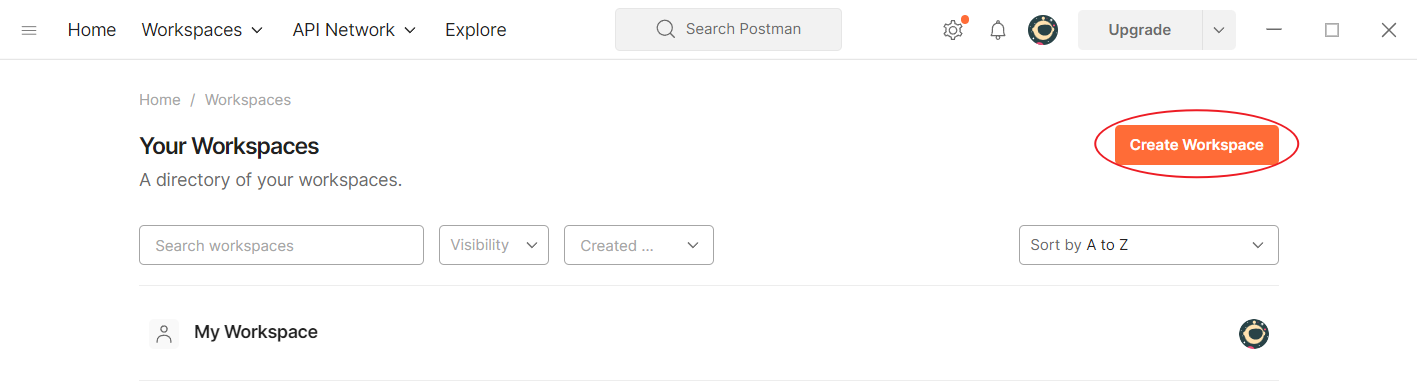 Home Workspaces API Network Explore Search Postman Upgrade
Home / Workspaces
Your Workspaces
Create Workspace
A directory of your workspaces.
Search workspaces Visibility Created ... Sort by A to Z
My Workspace